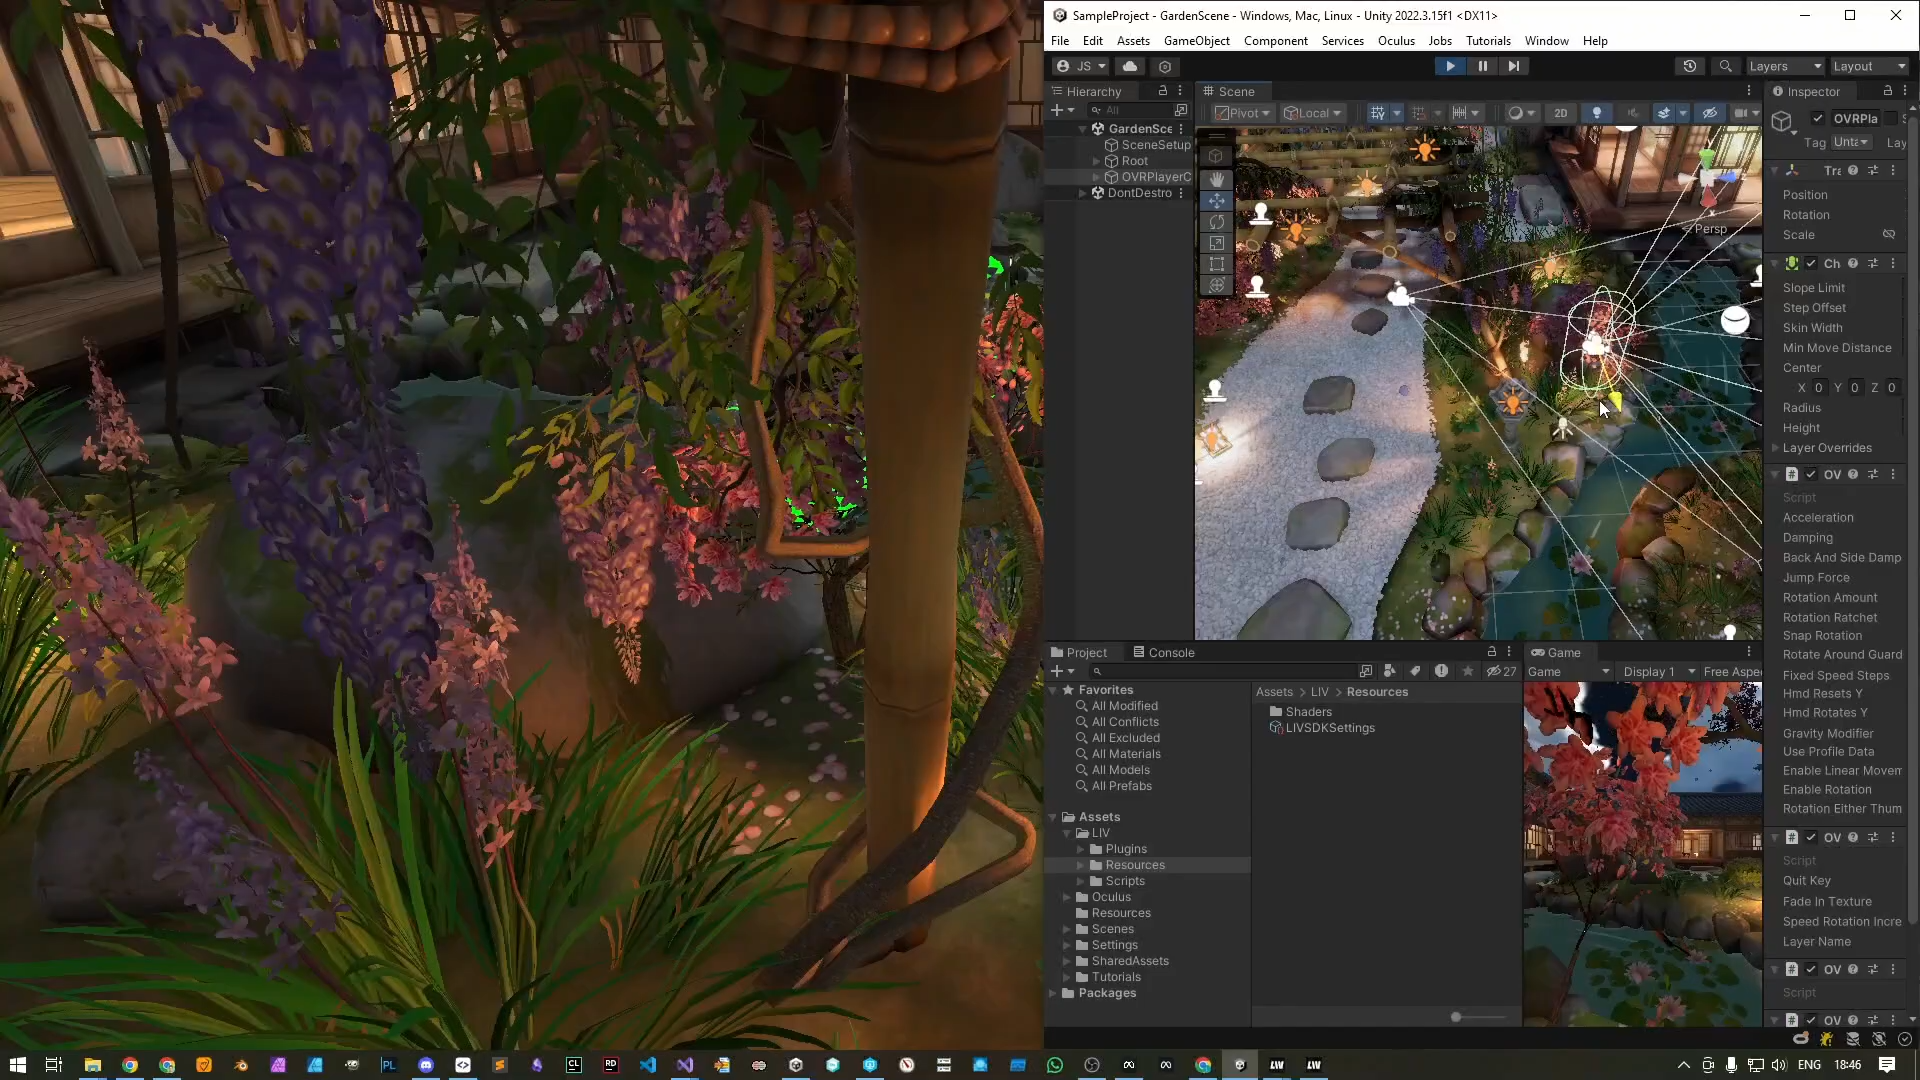 SampleProject - GardenScene - Windows, Mac, Linux - Unity 2022.3.15f1 <DX11>
File Edit Assets GameObject Component Services Oculus Jobs Tutorials Window Help
JS
Layers
Layout
Hierarchy
All
GardenSce
SceneSetup
Root
OVRPlayerC
DontDestro
Scene
Pivot
Local
2D
Persp
Inspector
OVRPla
Tag Unta Lay
Tra
Position
Rotation
Scale
Ch
Slope Limit
Step Offset
Skin Width
Min Move Distance
Center
X 0 Y 0 Z 0
Radius
Height
Layer Overrides
OV
Script
Acceleration
Damping
Back And Side Damp
Jump Force
Rotation Amount
Rotation Ratchet
Snap Rotation
Rotate Around Guard
Fixed Speed Steps
Hmd Resets Y
Hmd Rotates Y
Gravity Modifier
Use Profile Data
Enable Linear Movem
Enable Rotation
Rotation Either Thum
OV
Script
Quit Key
Fade In Texture
Speed Rotation Incre
Layer Name
OV
Script
OV
Project
Console
27
Favorites
All Modified
All Conflicts
All Excluded
All Materials
All Models
All Prefabs
Assets
LIV
Plugins
Resources
Scripts
Oculus
Resources
Scenes
Settings
SharedAssets
Tutorials
Packages
Assets > LIV > Resources
Shaders
LIVSDKSettings
Game
Game
Display 1
Free Aspe
PL
CL
RD
LIV
LIV
ENG
18:46